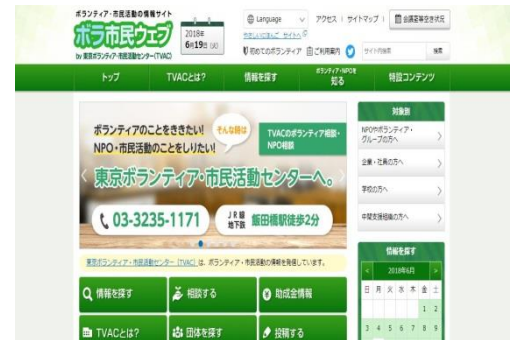 ボランティア・市民活動の情報サイト
ボラ市民ウェブ
by 東京ボランティア・市民活動センター(TVAC)
2018年
6月19日 (火)
Language
アクセス
サイトマップ
会議室等空き状況
やさしいにほんご サイトへ
初めてのボランティア
ご利用案内
サイト内検索
検索
トップ
TVACとは?
情報を探す
ボランティア・NPOを
知る
特設コンテンツ
ボランティアのことをききたい!
NPO・市民活動のことをしりたい!
そんな時は
TVACのボランティア相談・
NPO相談
東京ボランティア・市民活動センターへ。
03-3235-1171
JR線
地下鉄
飯田橋駅徒歩2分
東京ボランティア・市民活動センター(TVAC)は、ボランティア・市民活動の情報を発信しています。
情報を探す
相談する
助成金情報
TVACとは?
団体を探す
投稿する
対象別
NPOやボランティア・
グループの方へ
企業・社員の方へ
学校の方へ
中間支援組織の方へ
情報を探す
2018年6月
日 月 火 水 木 金 土
1 2
3 4 5 6 7 8 9